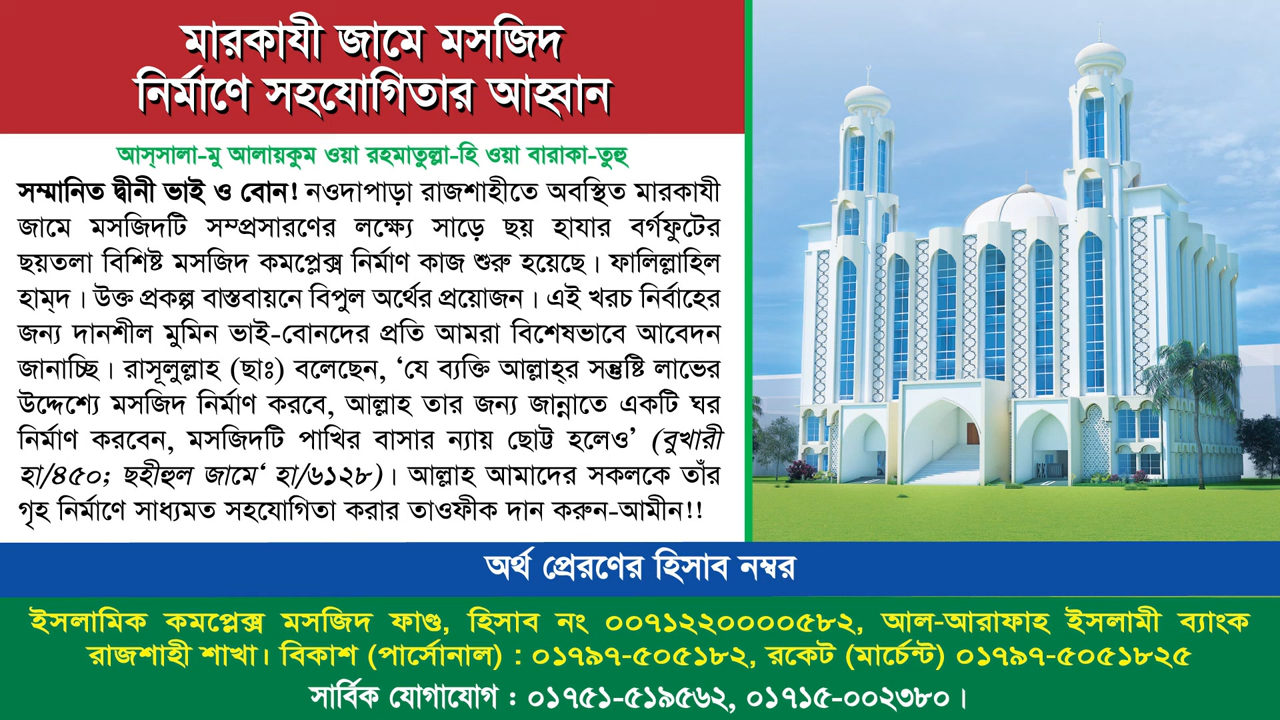 মারকাযী জামে মসজিদ
নির্মাণে সহযোগিতার আহ্বান
আস্সালা-মু আলায়কুম ওয়া রহমাতুল্লা-হি ওয়া বারাকা-তুহু
সম্মানিত দ্বীনী ভাই ও বোন! নওদাপাড়া রাজশাহীতে অবস্থিত মারকাযী
জামে মসজিদটি সম্প্রসারণের লক্ষ্যে সাড়ে ছয় হাযার বর্গফুটের
ছয়তলা বিশিষ্ট মসজিদ কমপ্লেক্স নির্মাণ কাজ শুরু হয়েছে। ফালিল্লাহিল
হাম্দ। উক্ত প্রকল্প বাস্তবায়নে বিপুল অর্থের প্রয়োজন। এই খরচ নির্বাহের
জন্য দানশীল মুমিন ভাই-বোনদের প্রতি আমরা বিশেষভাবে আবেদন
জানাচ্ছি। রাসূলুল্লাহ (ছাঃ) বলেছেন, ‘যে ব্যক্তি আল্লাহ্‌র সন্তুষ্টি লাভের
উদ্দেশ্যে মসজিদ নির্মাণ করবে, আল্লাহ তার জন্য জান্নাতে একটি ঘর
নির্মাণ করবেন, মসজিদটি পাখির বাসার ন্যায় ছোট্ট হলেও’ (বুখারী
হা/৪৫০; ছহীহুল জামে‘ হা/৬১২৮)। আল্লাহ আমাদের সকলকে তাঁর
গৃহ নির্মাণে সাধ্যমত সহযোগিতা করার তাওফীক দান করুন-আমীন!!
অর্থ প্রেরণের হিসাব নম্বর
ইসলামিক কমপ্লেক্স মসজিদ ফাণ্ড, হিসাব নং ০০৭১২২০০০০৫৮২, আল-আরাফাহ ইসলামী ব্যাংক
রাজশাহী শাখা। বিকাশ (পার্সোনাল) : ০১৭৯৭-৫০৫১৮২, রকেট (মার্চেন্ট) ০১৭৯৭-৫০৫১৮২৫
সার্বিক যোগাযোগ : ০১৭৫১-৫১৯৫৬২, ০১৭১৫-০০২৩৮০।